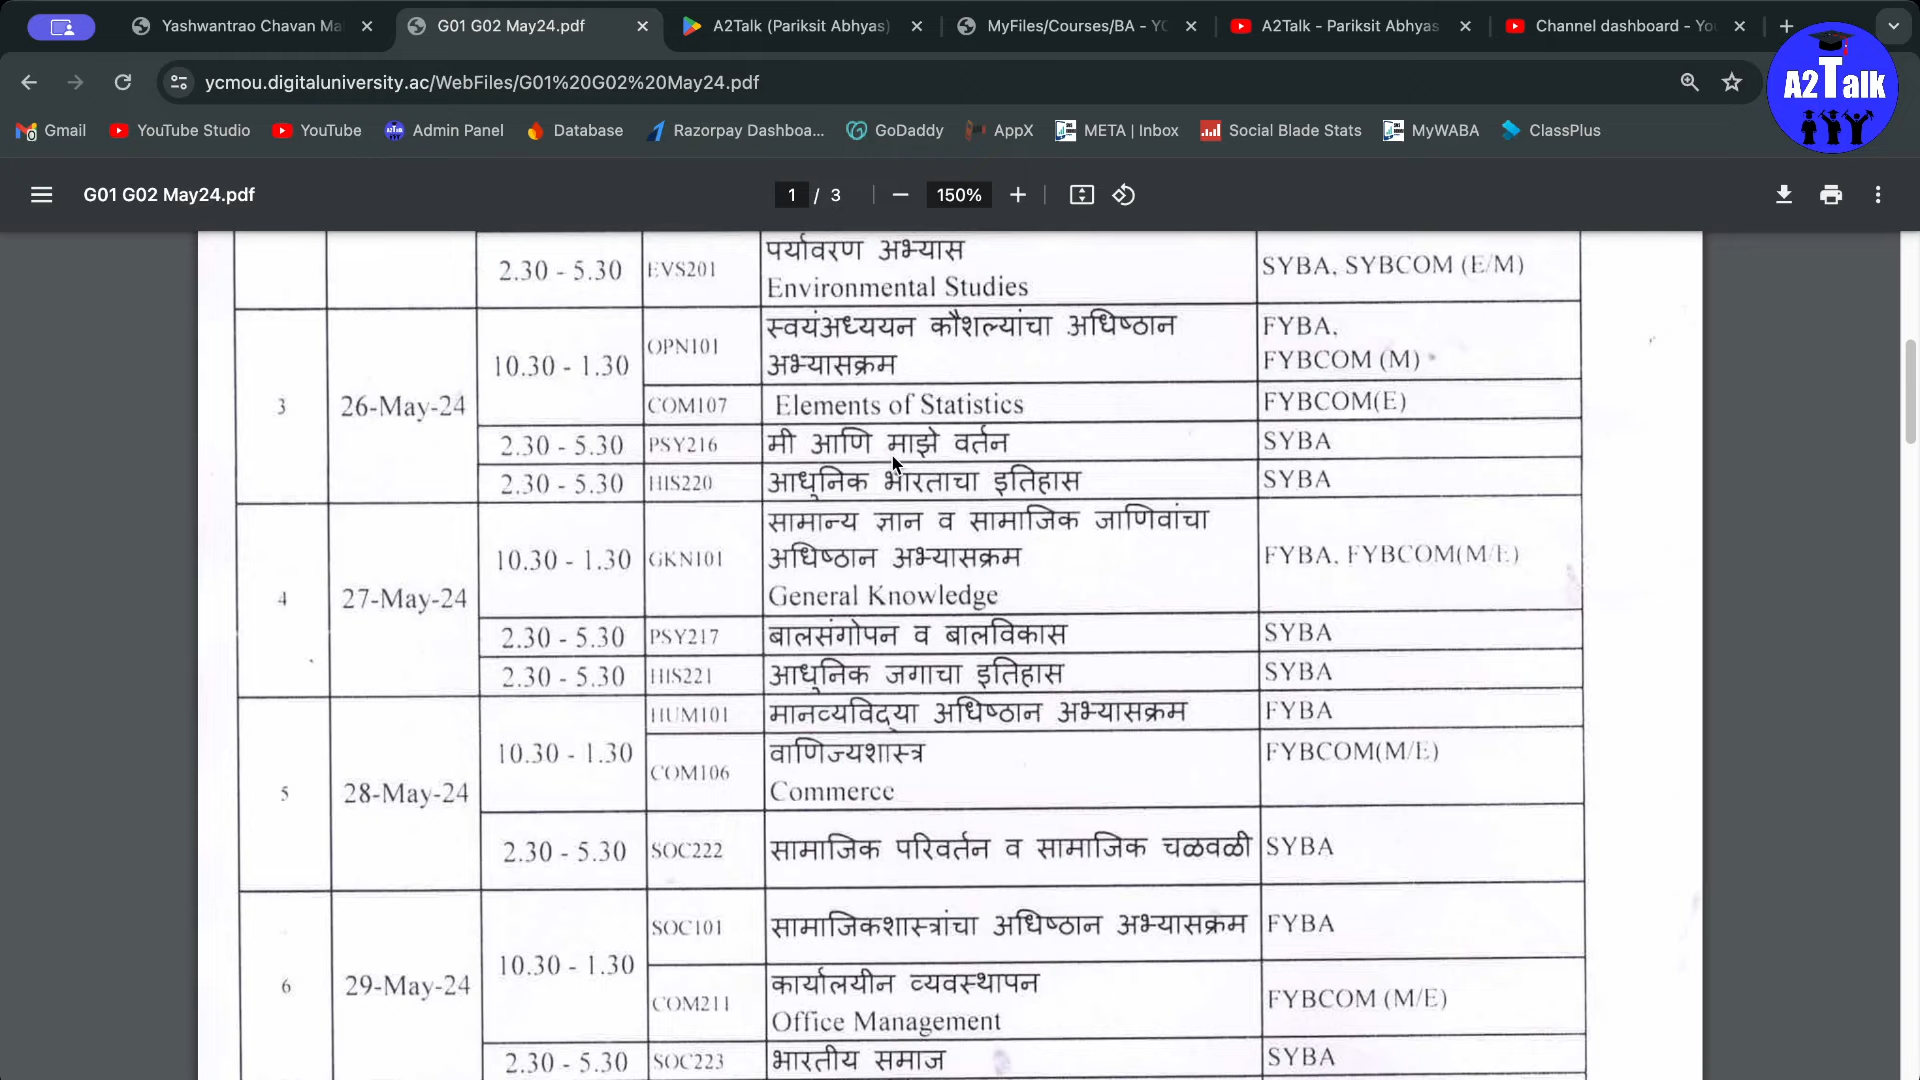 Yashwantrao Chavan Ma
G01 G02 May24.pdf
A2Talk (Pariksit Abhyas)
MyFiles/Courses/BA - YC
A2Talk - Pariksit Abhyas
Channel dashboard - You
ycmou.digitaluniversity.ac/WebFiles/G01%20G02%20May24.pdf
A2Talk
Gmail
YouTube Studio
YouTube
Admin Panel
Database
Razorpay Dashboa...
GoDaddy
AppX
META | Inbox
Social Blade Stats
MyWABA
ClassPlus
G01 G02 May24.pdf
1 / 3
150%
2.30 - 5.30 EVS201
पर्यावरण अभ्यास
Environmental Studies
SYBA, SYBCOM (E/M)
3 26-May-24
10.30 - 1.30 OPN101
स्वयंअध्ययन कौशल्यांचा अधिष्ठान
अभ्यासक्रम
FYBA,
FYBCOM (M)
COM107 Elements of Statistics FYBCOM(E)
2.30 - 5.30 PSY216 मी आणि माझे वर्तन SYBA
2.30 - 5.30 HIS220 आधुनिक भारताचा इतिहास SYBA
4 27-May-24
10.30 - 1.30 GKN101
सामान्य ज्ञान व सामाजिक जाणिवांचा
अधिष्ठान अभ्यासक्रम
General Knowledge
FYBA, FYBCOM(M/E)
2.30 - 5.30 PSY217 बालसंगोपन व बालविकास SYBA
2.30 - 5.30 HIS221 आधुनिक जगाचा इतिहास SYBA
5 28-May-24
10.30 - 1.30
HUM101 मानव्यविद्या अधिष्ठान अभ्यासक्रम FYBA
COM106
वाणिज्यशास्त्र
Commerce
FYBCOM(M/E)
2.30 - 5.30 SOC222 सामाजिक परिवर्तन व सामाजिक चळवळी SYBA
6 29-May-24
10.30 - 1.30
SOC101 सामाजिकशास्त्रांचा अधिष्ठान अभ्यासक्रम FYBA
COM211
कार्यालयीन व्यवस्थापन
Office Management
FYBCOM (M/E)
2.30 - 5.30 SOC223 भारतीय समाज SYBA